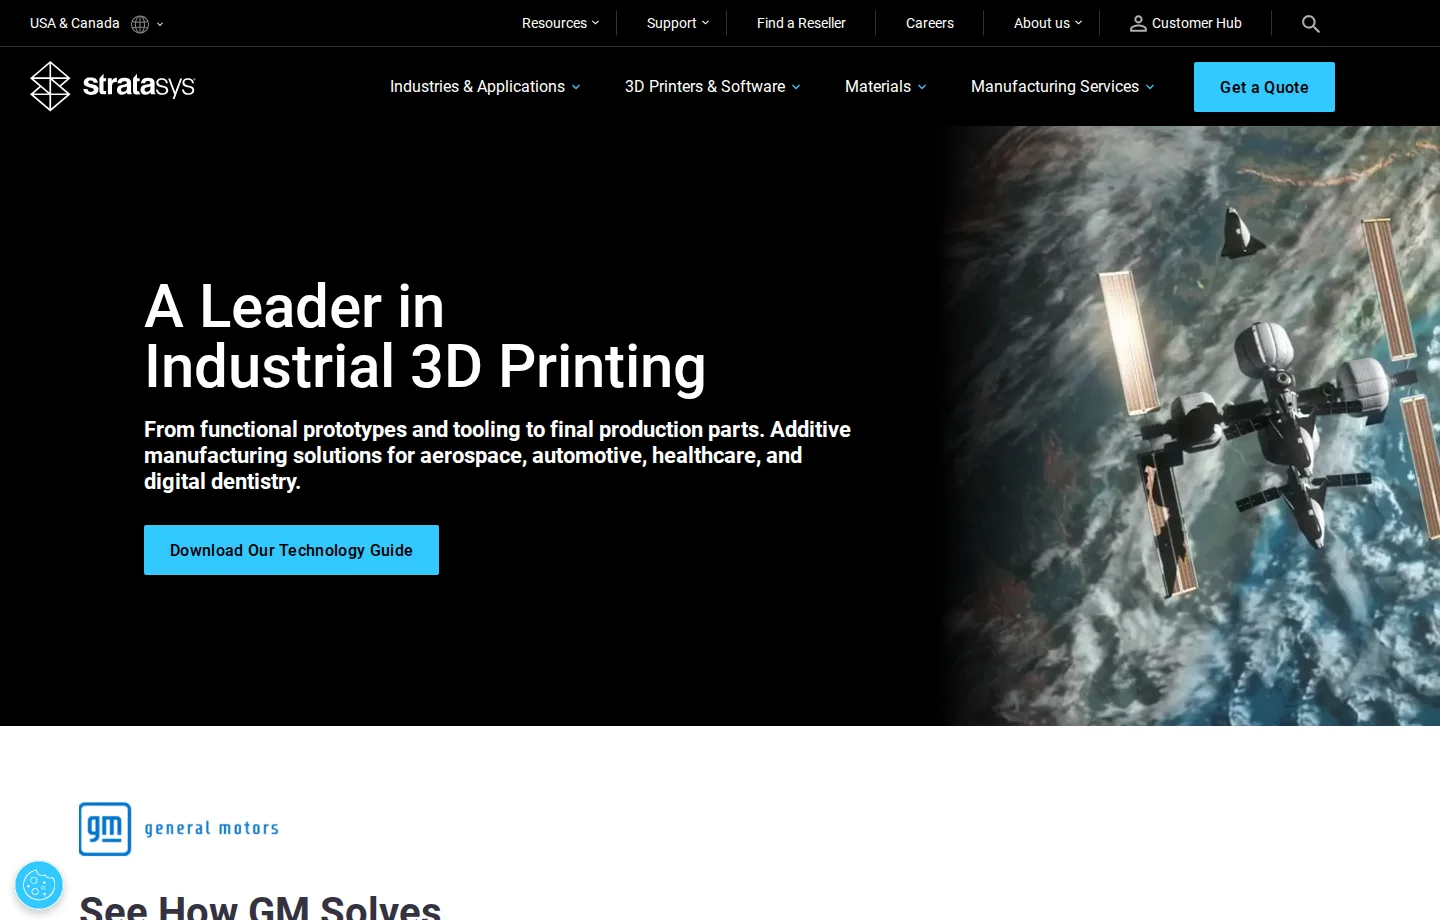 USA & Canada
Resources
Support
Find a Reseller
Careers
About us
Customer Hub
stratasys
Industries & Applications
3D Printers & Software
Materials
Manufacturing Services
Get a Quote
A Leader in
Industrial 3D Printing
From functional prototypes and tooling to final production parts. Additive
manufacturing solutions for aerospace, automotive, healthcare, and
digital dentistry.
Download Our Technology Guide
gm general motors
See How GM Solves